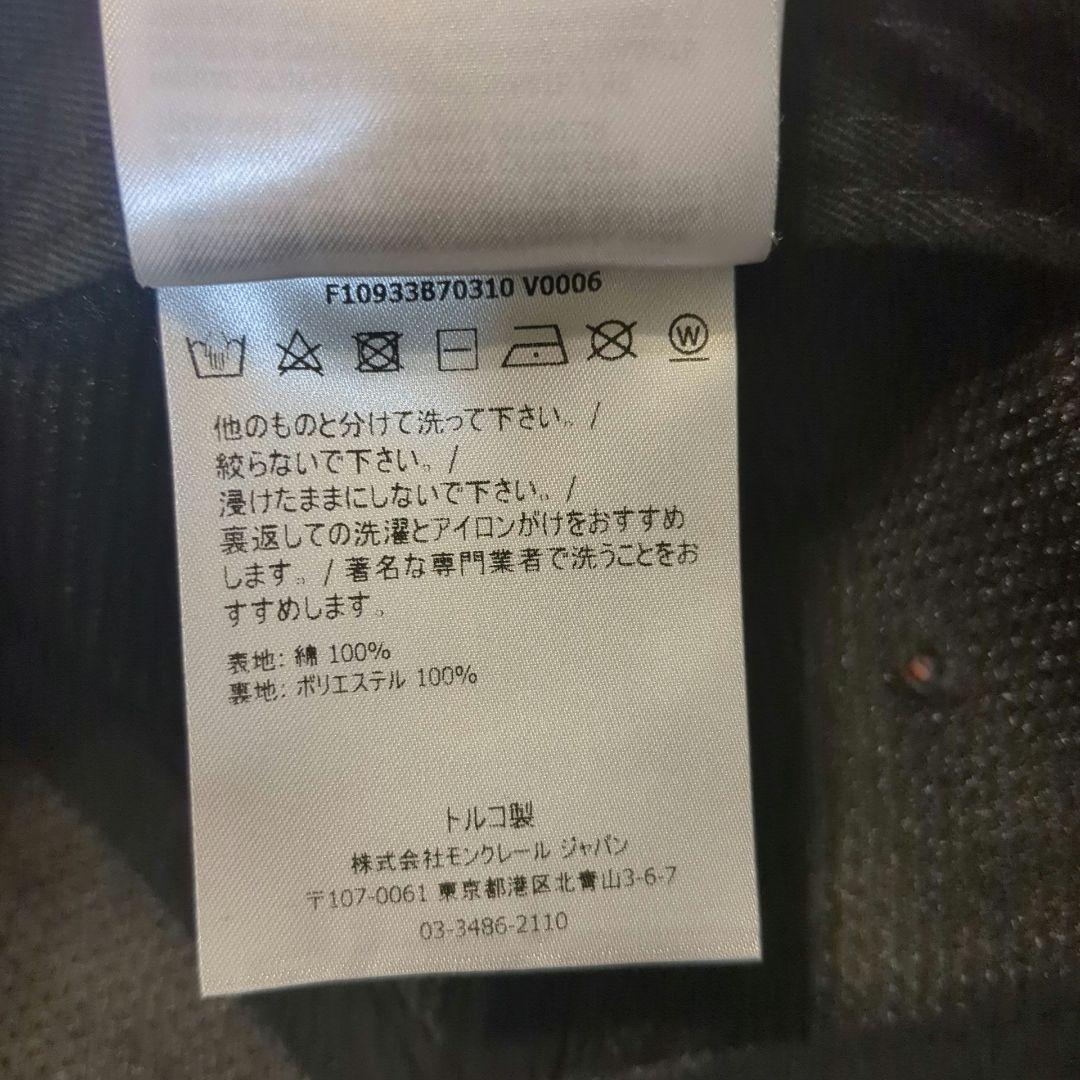 F10933B70310 V0006
W
他のものと分けて洗って下さい。/
絞らないで下さい。/
浸けたままにしないで下さい。/
裏返しての洗濯とアイロンがけをおすすめ
します。/ 著名な専門業者で洗うことをお
すすめします。
表地: 綿 100%
裏地: ポリエステル 100%
トルコ製
株式会社モンクレール ジャパン
〒107-0061 東京都港区北青山3-6-7
03-3486-2110